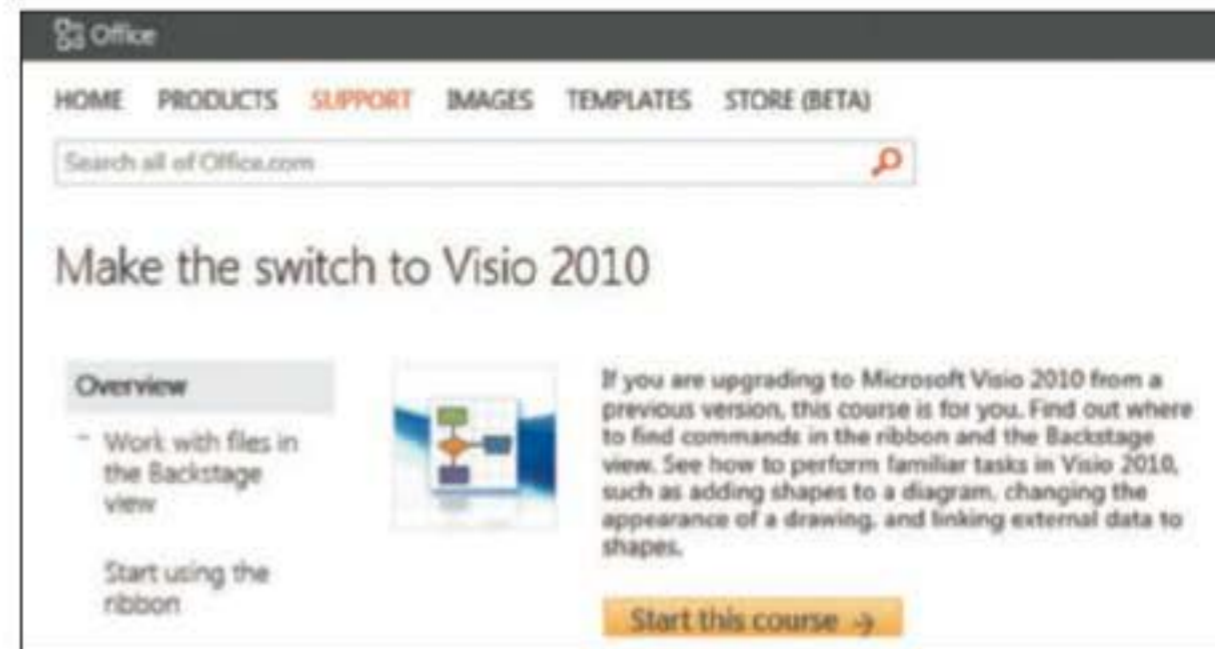 Office
HOME PRODUCTS SUPPORT IMAGES TEMPLATES STORE (BETA)
Search all of Office.com
Make the switch to Visio 2010
Overview
Work with files in
the Backstage
view
Start using the
ribbon
If you are upgrading to Microsoft Visio 2010 from a
previous version, this course is for you. Find out where
to find commands in the ribbon and the Backstage
view. See how to perform familiar tasks in Visio 2010,
such as adding shapes to a diagram, changing the
appearance of a drawing, and linking external data to
shapes.
Start this course →